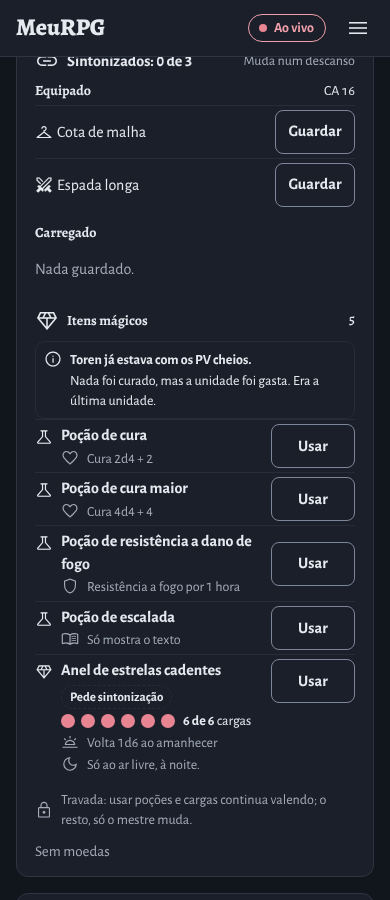 MeuRPG
Ao vivo
Sintonizados: 0 de 3
Muda num descanso
Equipado
CA 16
Cota de malha
Guardar
Espada longa
Guardar
Carregado
Nada guardado.
Itens mágicos
5
Toren já estava com os PV cheios.
Nada foi curado, mas a unidade foi gasta. Era a
última unidade.
Poção de cura
Cura 2d4 + 2
Usar
Poção de cura maior
Cura 4d4 + 4
Usar
Poção de resistência a dano de
fogo
Resistência a fogo por 1 hora
Usar
Poção de escalada
Só mostra o texto
Usar
Anel de estrelas cadentes
Usar
Pede sintonização
6 de 6 cargas
Volta 1d6 ao amanhecer
Só ao ar livre, à noite.
Travada: usar poções e cargas continua valendo; o
resto, só o mestre muda.
Sem moedas